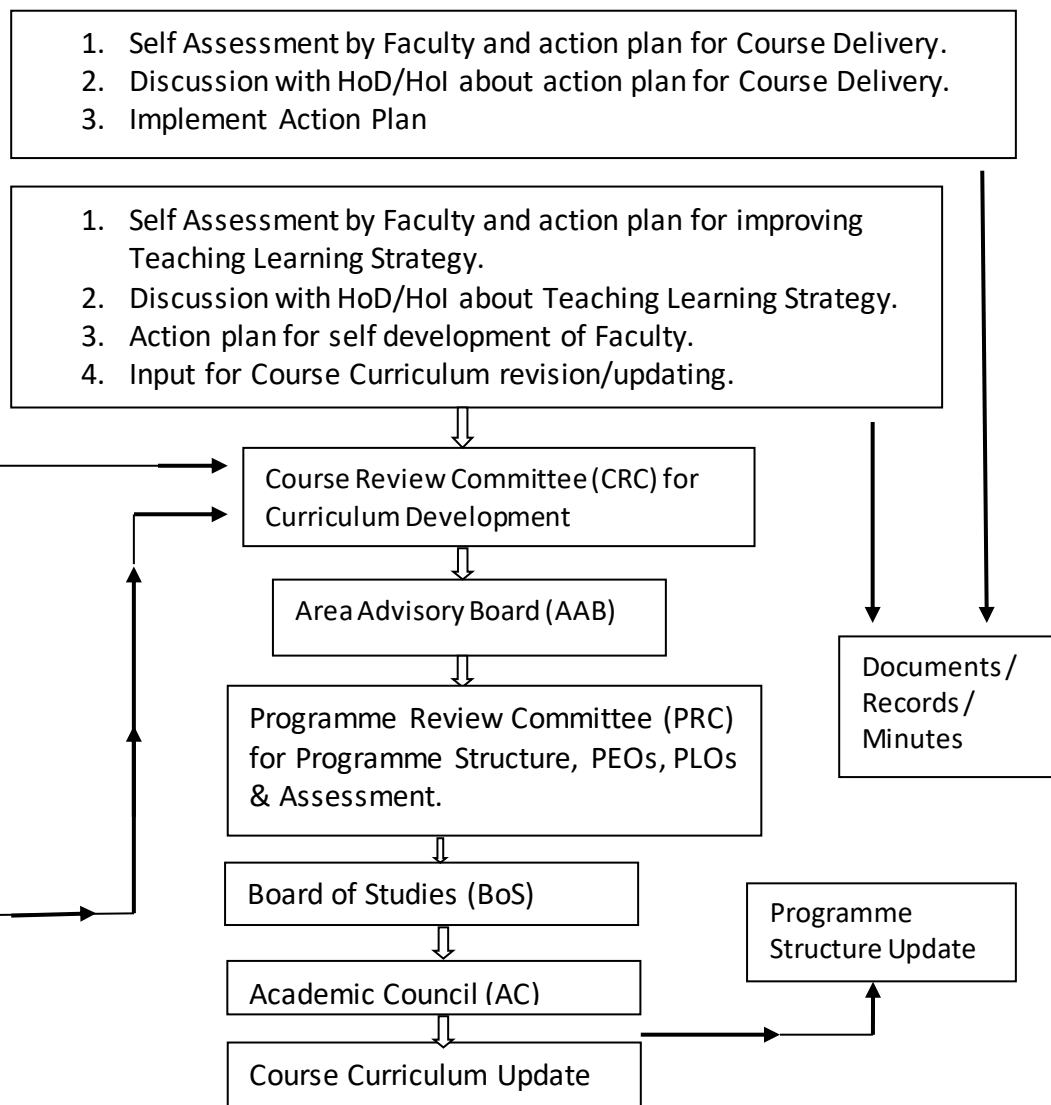 1. Self Assessment by Faculty and action plan for Course Delivery.
2. Discussion with HoD/HoI about action plan for Course Delivery.
3. Implement Action Plan
1. Self Assessment by Faculty and action plan for improving
Teaching Learning Strategy.
2. Discussion with HoD/HoI about Teaching Learning Strategy.
3. Action plan for self development of Faculty.
4. Input for Course Curriculum revision/updating.
Course Review Committee (CRC) for
Curriculum Development
Area Advisory Board (AAB)
Documents /
Records /
Minutes
Programme Review Committee (PRC)
for Programme Structure, PEOs, PLOs
& Assessment.
Board of Studies (BoS)
Programme
Structure Update
Academic Council (AC)
Course Curriculum Update